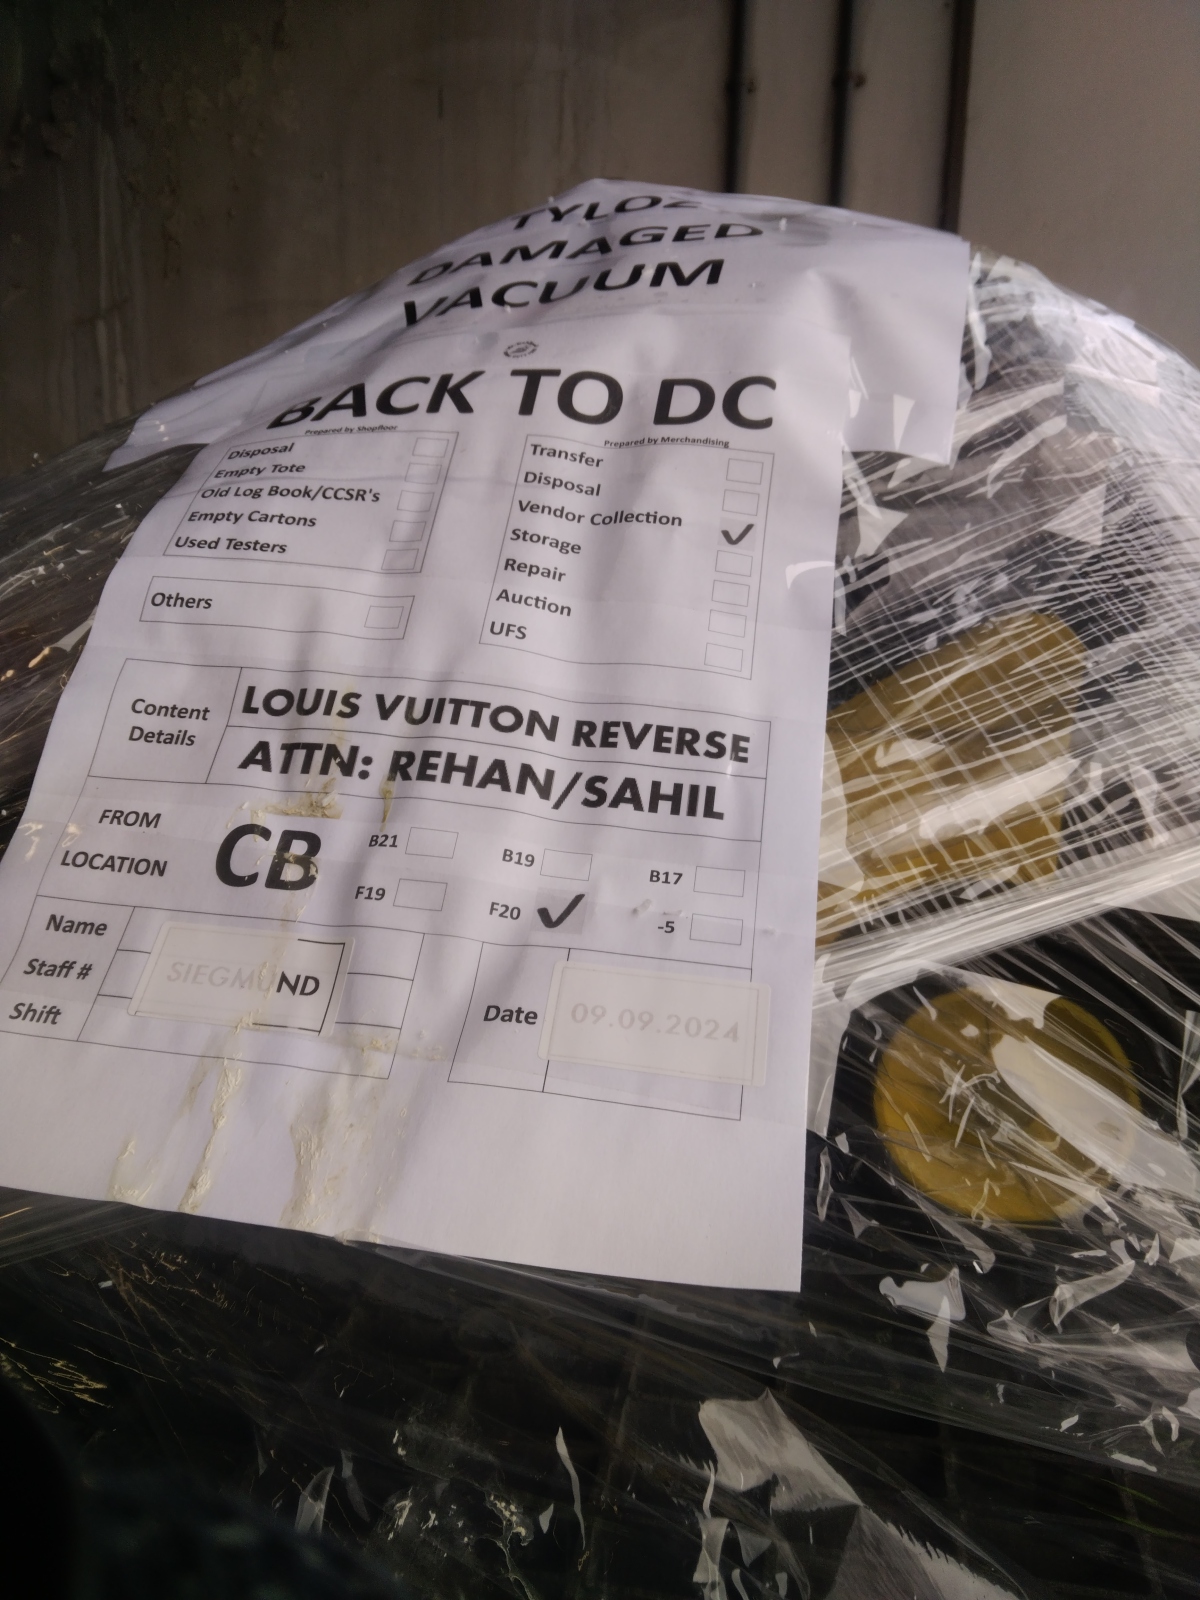 TYLOZ
DAMAGED
VACUUM
BACK TO DC
Prepared by Shopfloor
Disposal
Empty Tote
Old Log Book/CCSR's
Empty Cartons
Used Testers
Others
Prepared by Merchandising
Transfer
Disposal
Vendor Collection ✓
Storage
Repair
Auction
UFS
Content Details
LOUIS VUITTON REVERSE
ATTN: REHAN/SAHIL
FROM LOCATION
CB
B21
B19
B17
F19
F20 ✓
-5
Name
Staff #
Shift
SIEGMUND
Date
09.09.2024